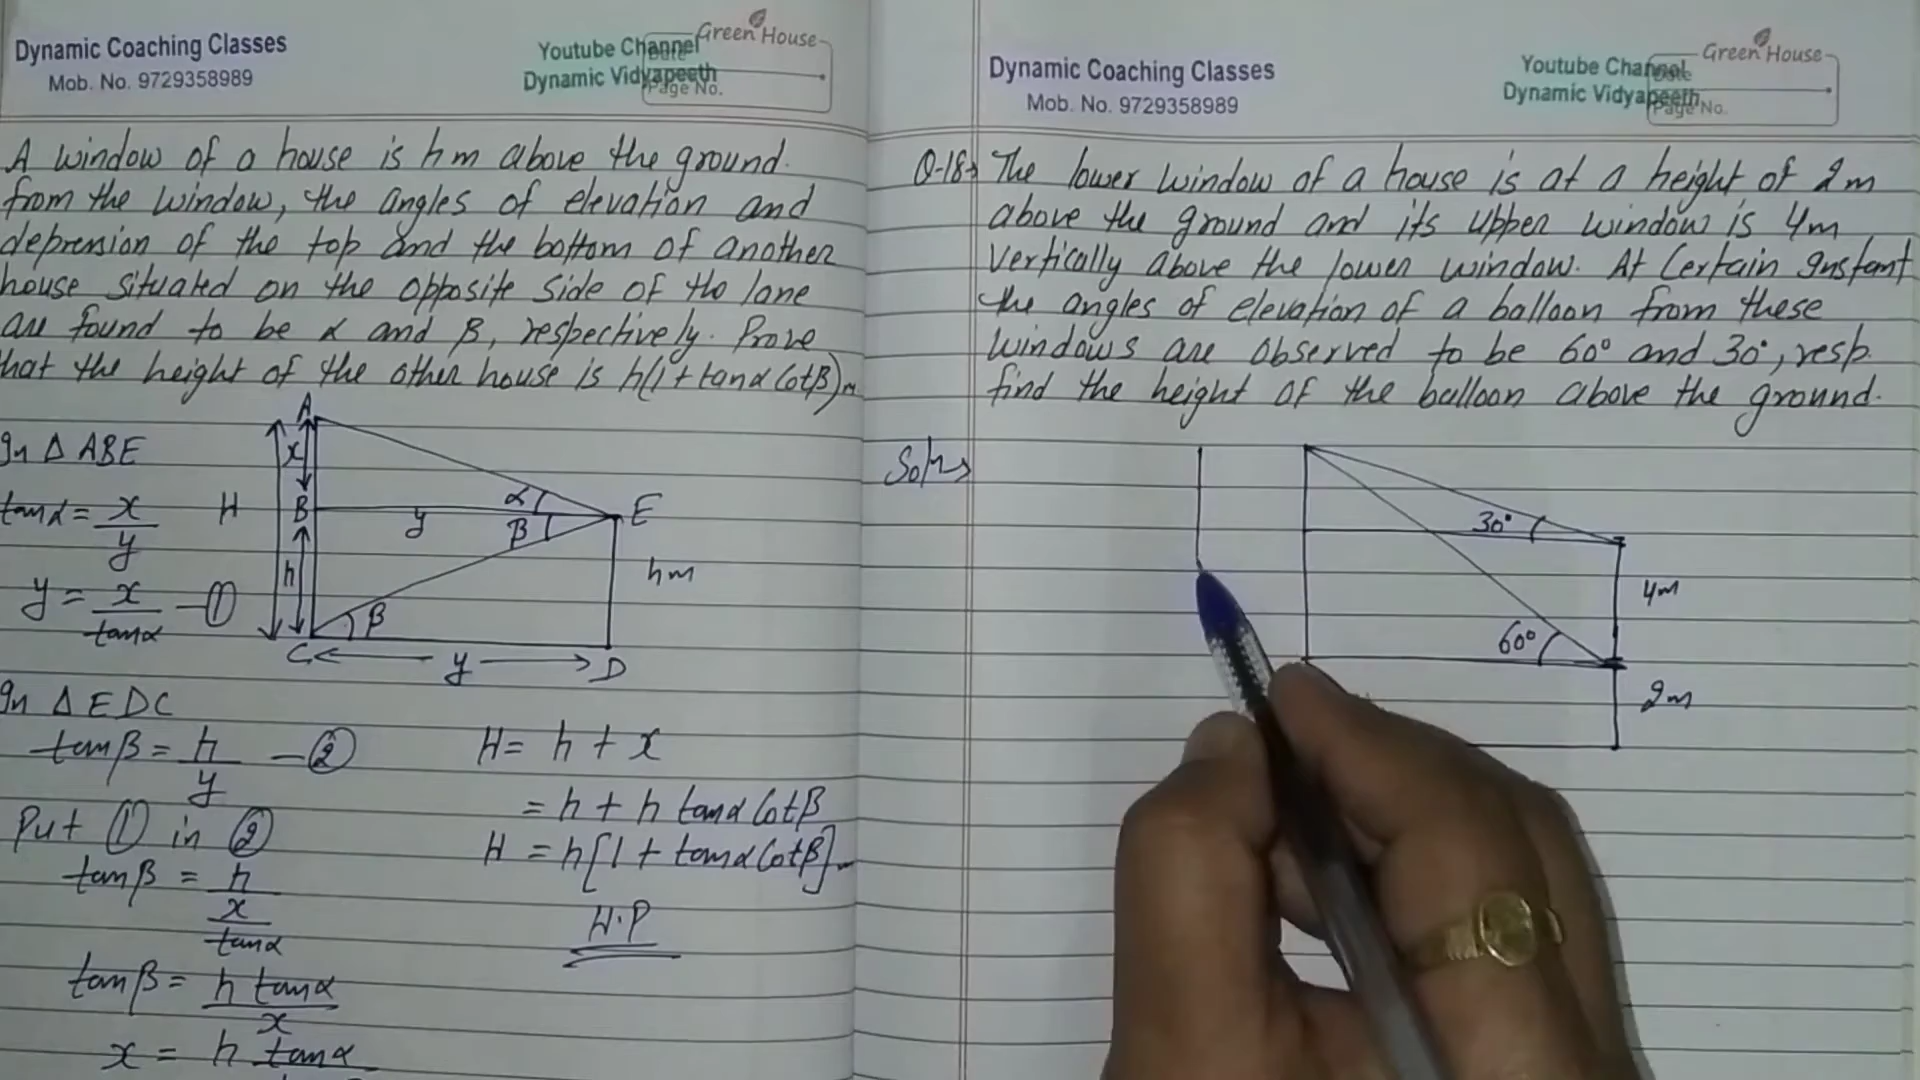 Dynamic Coaching Classes
Mob. No. 9729358989
Youtube Channel
Dynamic Vidyapeeth
Green House
Date
Page No.
A window of a house is h m above the ground.
from the window, the angles of elevation and
depression of the top and the bottom of another
house situated on the opposite side of the lane
are found to be α and β, respectively. Prove
that the height of the other house is h(1 + tanα Cotβ) m
In Δ ABE
tanα = x
y
y = x - ①
tanα
In Δ EDC
tanβ = h - ②
y
Put ① in ②
tanβ = h
x
tanα
tanβ = h tanα
x
x = h tanα
A
x
H
B
y
α
β
E
h
h m
β
C
y
D
H = h + x
= h + h tanα Cotβ
H = h[1 + tanα Cotβ]
H.P
Dynamic Coaching Classes
Mob. No. 9729358989
Youtube Channel
Dynamic Vidyapeeth
Green House
Date
Page No.
Q-18→ The lower window of a house is at a height of 2m
above the ground and its upper window is 4m
vertically above the lower window. At Certain Instant
the angles of elevation of a balloon from these
windows are observed to be 60° and 30°, resp.
find the height of the balloon above the ground.
Soln→
30°
4m
60°
2m